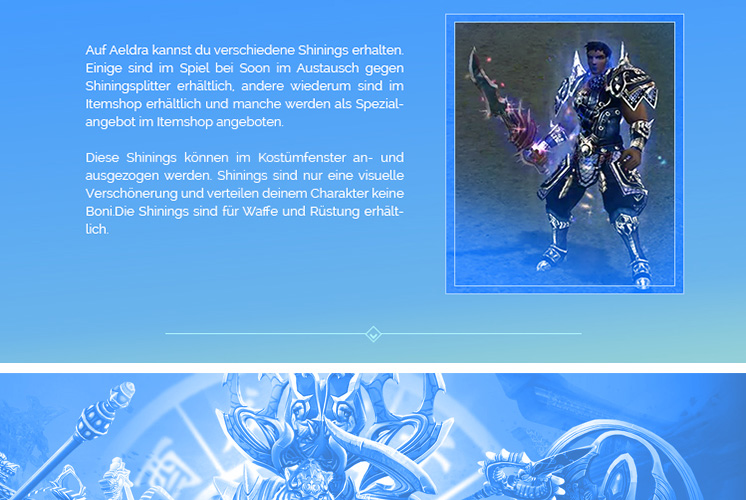 Auf Aeldra kannst du verschiedene Shinings erhalten.
Einige sind im Spiel bei Soon im Austausch gegen
Shiningsplitter erhältlich, andere wiederum sind im
Itemshop erhältlich und manche werden als Spezial-
angebot im Itemshop angeboten.
Diese Shinings können im Kostümfenster an- und
ausgezogen werden. Shinings sind nur eine visuelle
Verschönerung und verteilen deinem Charakter keine
Boni.Die Shinings sind für Waffe und Rüstung erhält-
lich.